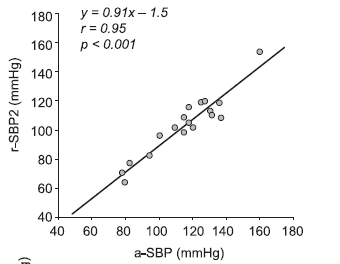 y = 0.91x – 1.5
r = 0.95
p < 0.001
r-SBP2 (mmHg)
180
160
140
120
100
80
60
40
40 60 80 100 120 140 160 180
a-SBP (mmHg)
g)